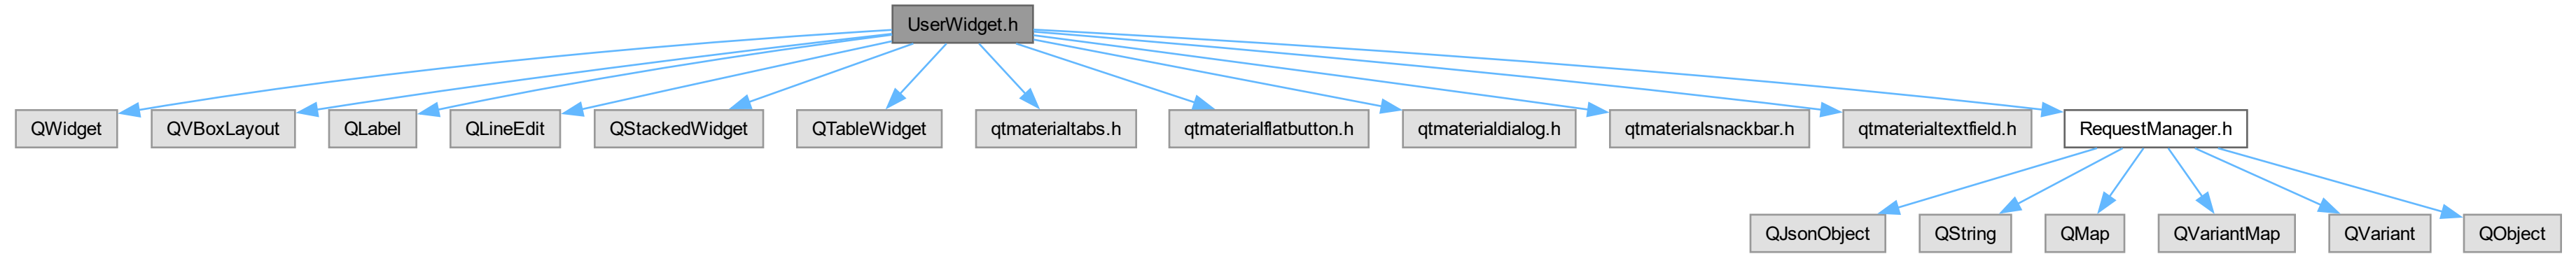 UserWidget.h
QWidget
QVBoxLayout
QLabel
QLineEdit
QStackedWidget
QTableWidget
qtmaterialtabs.h
qtmaterialflatbutton.h
qtmaterialdialog.h
qtmaterialsnackbar.h
qtmaterialtextfield.h
RequestManager.h
QJsonObject
QString
QMap
QVariantMap
QVariant
QObject